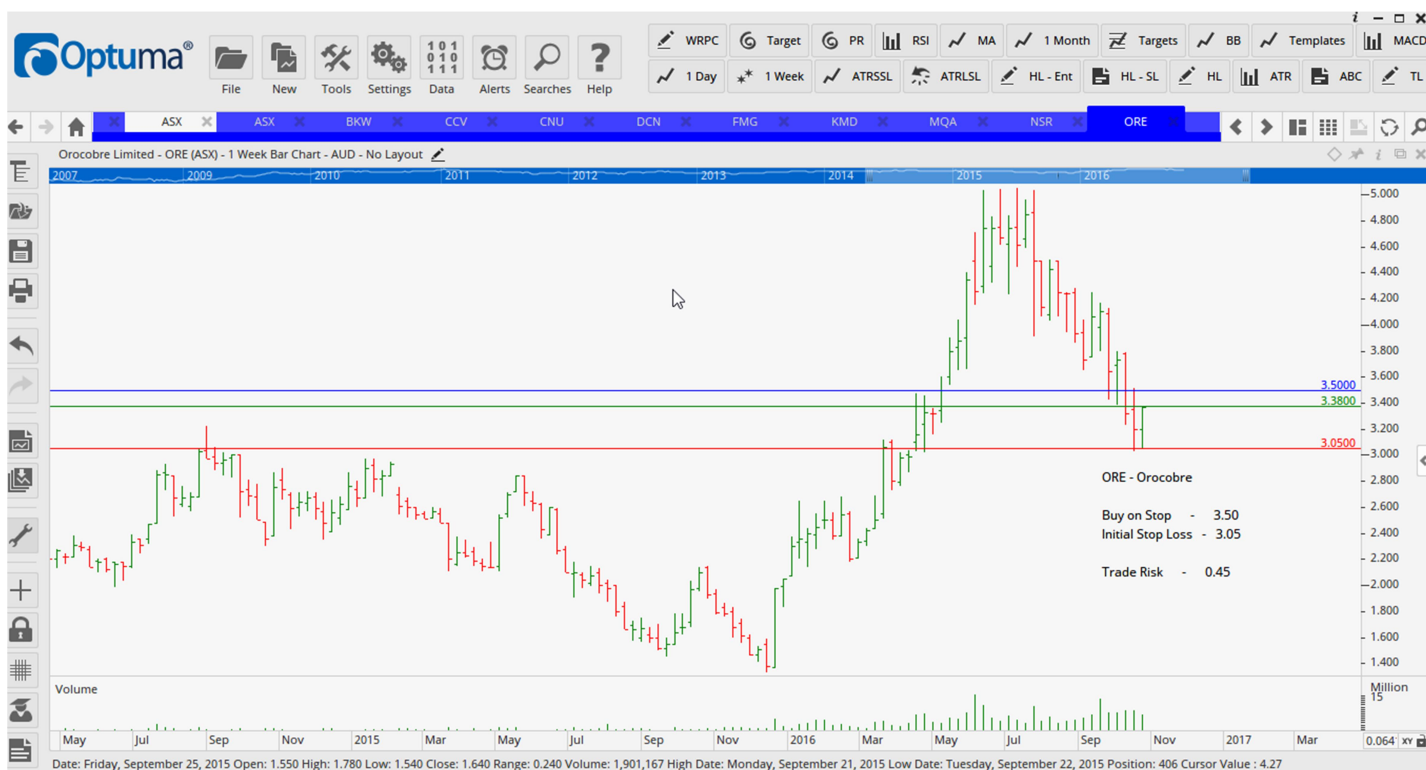 i
Optuma®
File New Tools Settings Data Alerts Searches Help
101
010
111
WRPC Target PR RSI MA 1 Month Targets BB Templates MACD
1 Day 1 Week ATRSSL ATRLSL HL - Ent HL - SL HL ATR ABC TL
ASX ASX BKW CCV CNU DCN FMG KMD MQA NSR ORE
Orocobre Limited - ORE (ASX) - 1 Week Bar Chart - AUD - No Layout
i
2007 2009 2010 2011 2012 2013 2014 2015 2016
5.000
4.800
4.600
4.400
4.200
4.000
3.800
3.600
3.5000
3.400
3.3800
3.200
3.0500
3.000
2.800
2.600
2.400
2.200
2.000
1.800
1.600
1.400
ORE - Orocobre
Buy on Stop - 3.50
Initial Stop Loss - 3.05
Trade Risk - 0.45
Volume
Million
15
May Jul Sep Nov 2015 Mar May Jul Sep Nov 2016 Mar May Jul Sep Nov 2017 Mar
0.064 XY
Date: Friday, September 25, 2015 Open: 1.550 High: 1.780 Low: 1.540 Close: 1.640 Range: 0.240 Volume: 1,901,167 High Date: Monday, September 21, 2015 Low Date: Tuesday, September 22, 2015 Position: 406 Cursor Value : 4.27